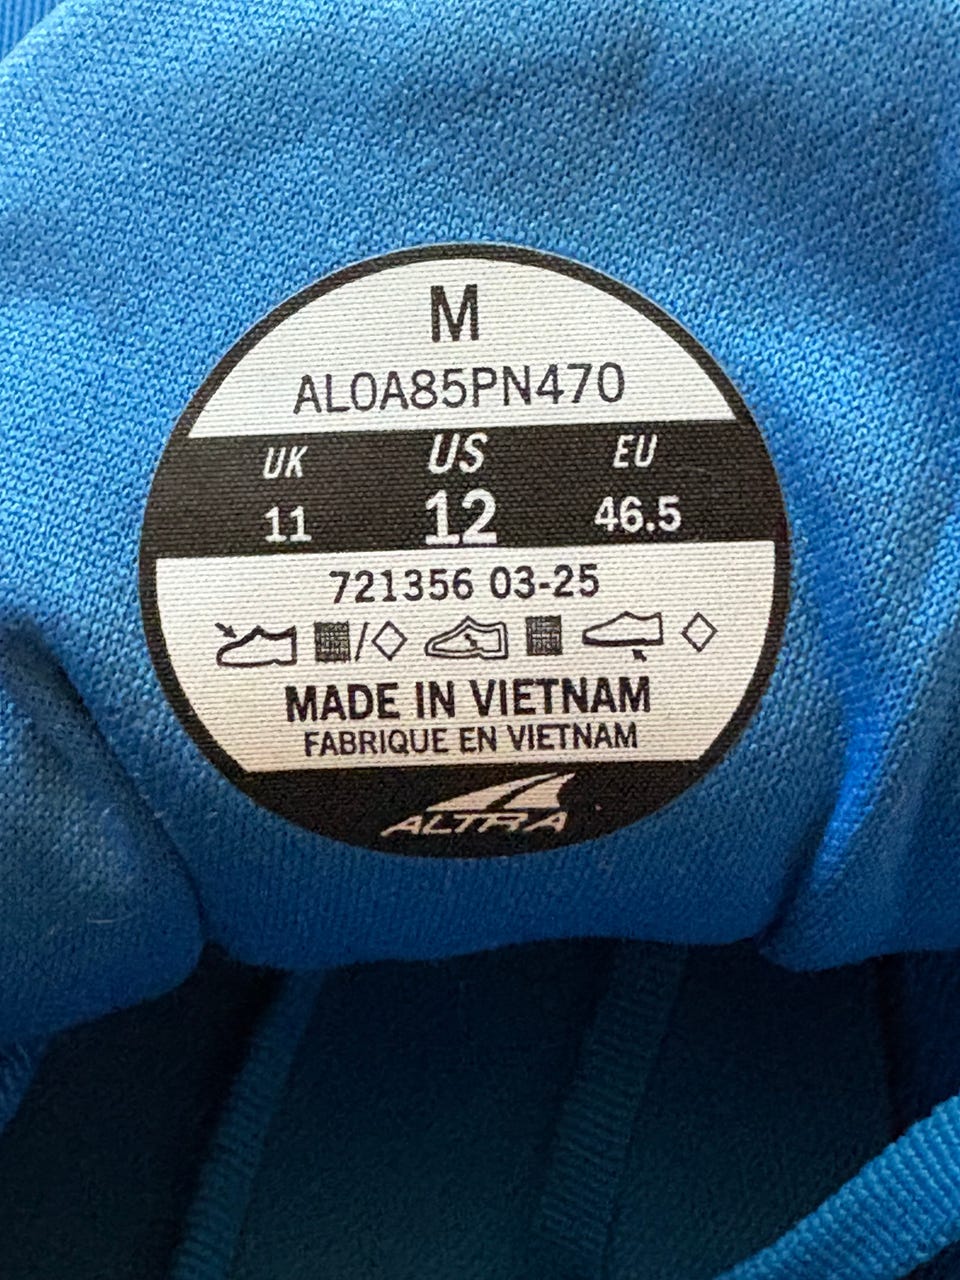 M
AL0A85PN470
UK US EU
11 12 46.5
721356 03-25
/
MADE IN VIETNAM
FABRIQUE EN VIETNAM
ALTRA